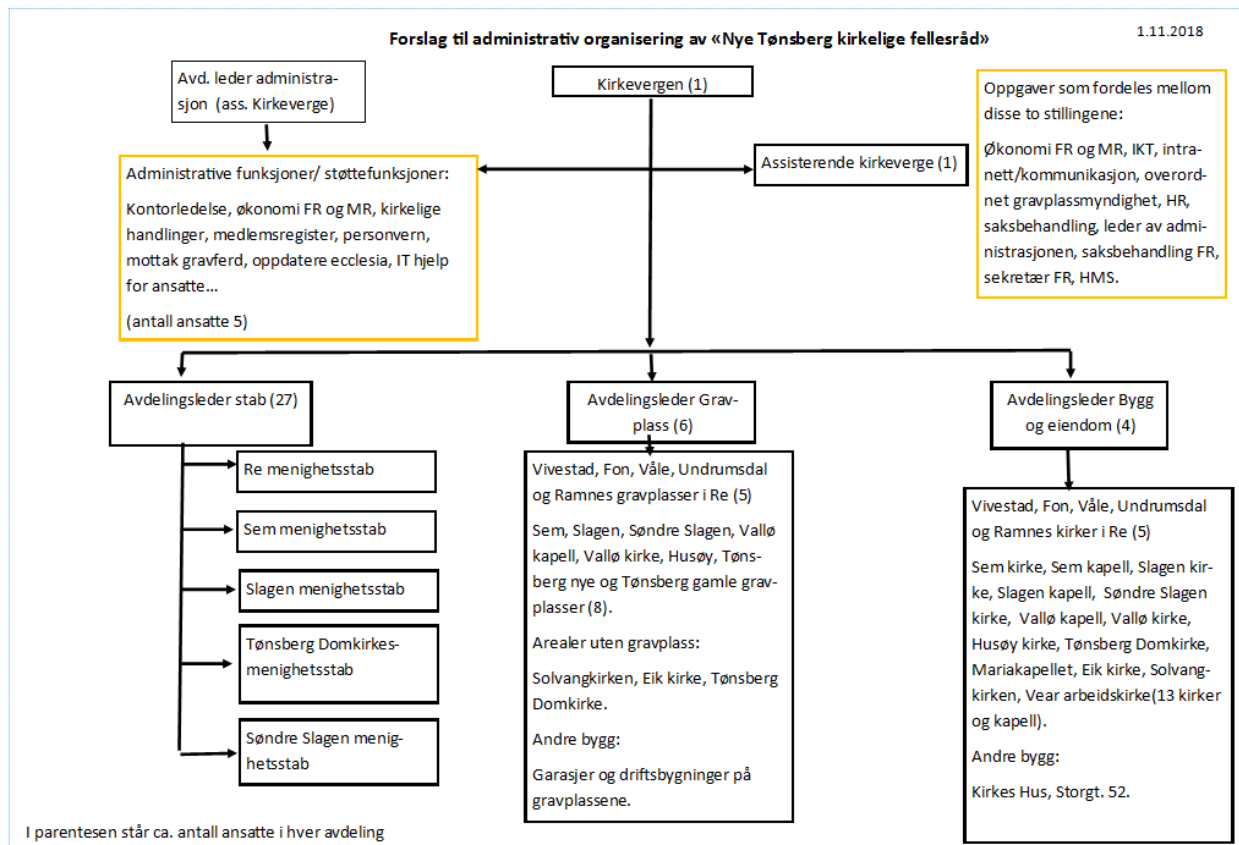 Forslag til administrativ organisering av «Nye Tønsberg kirkelige fellesråd»
1.11.2018
Avd. leder administra-
sjon (ass. Kirkeverge)
Kirkevergen (1)
Oppgaver som fordeles mellom
disse to stillingene:
Økonomi FR og MR, IKT, intra-
nett/kommunikasjon, overord-
net gravplassmyndighet, HR,
saksbehandling, leder av admi-
nistrasjonen, saksbehandling FR,
sekretær FR, HMS.
Assisterende kirkeverge (1)
Administrative funksjoner/ støttefunksjoner:
Kontorledelse, økonomi FR og MR, kirkelige
handlinger, medlemsregister, personvern,
mottak gravferd, oppdatere ecclesia, IT hjelp
for ansatte...
(antall ansatte 5)
Avdelingsleder stab (27)
Re menighetsstab
Sem menighetsstab
Slagen menighetsstab
Tønsberg Domkirkes-
menighetsstab
Søndre Slagen menig-
hetsstab
Avdelingsleder Grav-
plass (6)
Vivestad, Fon, Våle, Undrumsdal
og Ramnes gravplasser i Re (5)
Sem, Slagen, Søndre Slagen, Vallø
kapell, Vallø kirke, Husøy, Tøns-
berg nye og Tønsberg gamle grav-
plasser (8).
Arealer uten gravplass:
Solvangkirken, Eik kirke, Tønsberg
Domkirke.
Andre bygg:
Garasjer og driftsbygninger på
gravplassene.
Avdelingsleder Bygg
og eiendom (4)
Vivestad, Fon, Våle, Undrumsdal
og Ramnes kirker i Re (5)
Sem kirke, Sem kapell, Slagen kir-
ke, Slagen kapell, Søndre Slagen
kirke, Vallø kapell, Vallø kirke,
Husøy kirke, Tønsberg Domkirke,
Mariakapellet, Eik kirke, Solvang-
kirken, Vear arbeidskirke(13 kirker
og kapell).
Andre bygg:
Kirkes Hus, Storgt. 52.
I parentesen står ca. antall ansatte i hver avdeling